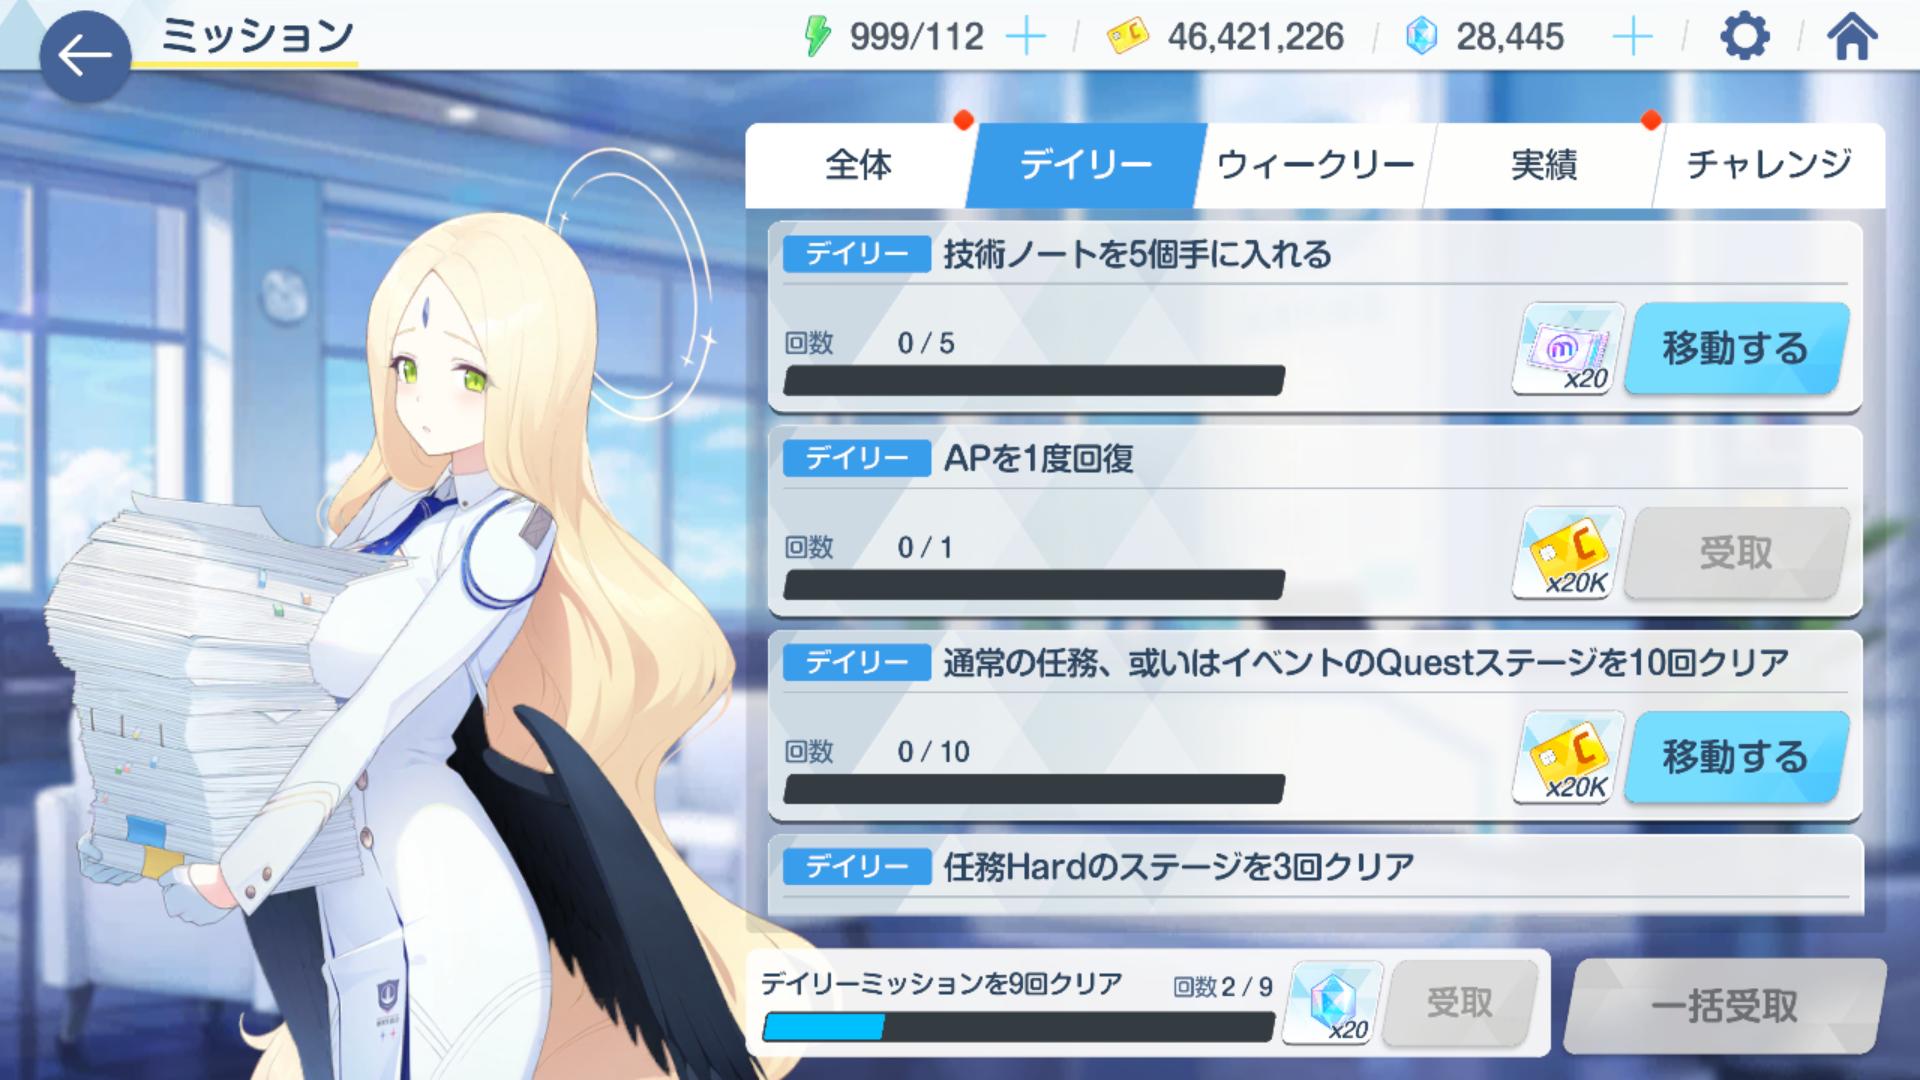 ミッション
999/112
46,421,226
28,445
全体
デイリー
ウィークリー
実績
チャレンジ
デイリー 技術ノートを5個手に入れる
回数 0 / 5
x20
移動する
デイリー APを1度回復
回数 0 / 1
x20K
受取
デイリー 通常の任務、或いはイベントのQuestステージを10回クリア
回数 0 / 10
x20K
移動する
デイリー 任務Hardのステージを3回クリア
デイリーミッションを9回クリア 回数 2 / 9
x20
受取
一括受取